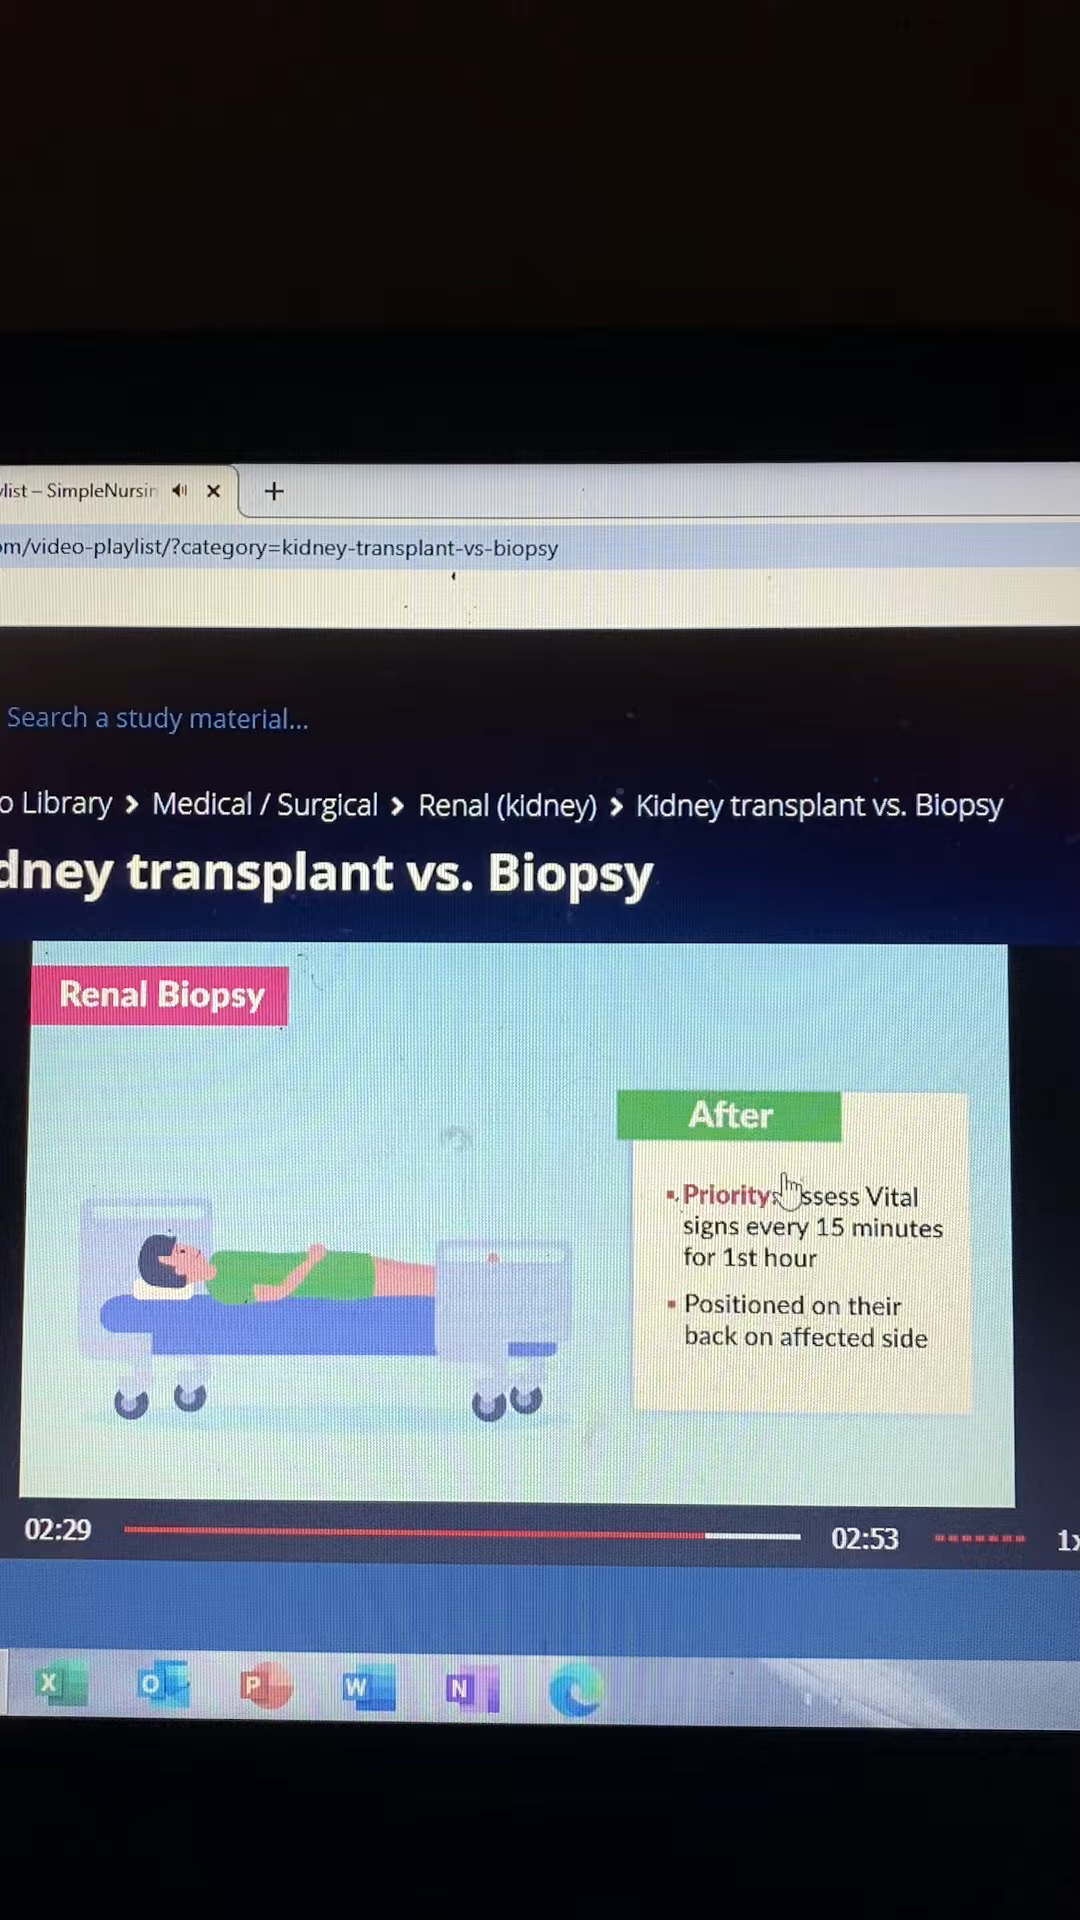 list – SimpleNursin
om/video-playlist/?category=kidney-transplant-vs-biopsy
Search a study material...
o Library > Medical / Surgical > Renal (kidney) > Kidney transplant vs. Biopsy
dney transplant vs. Biopsy
Renal Biopsy
After
▪ Priority: ssess Vital
signs every 15 minutes
for 1st hour
▪ Positioned on their
back on affected side
02:29
02:53
1x
X
O
P
W
N